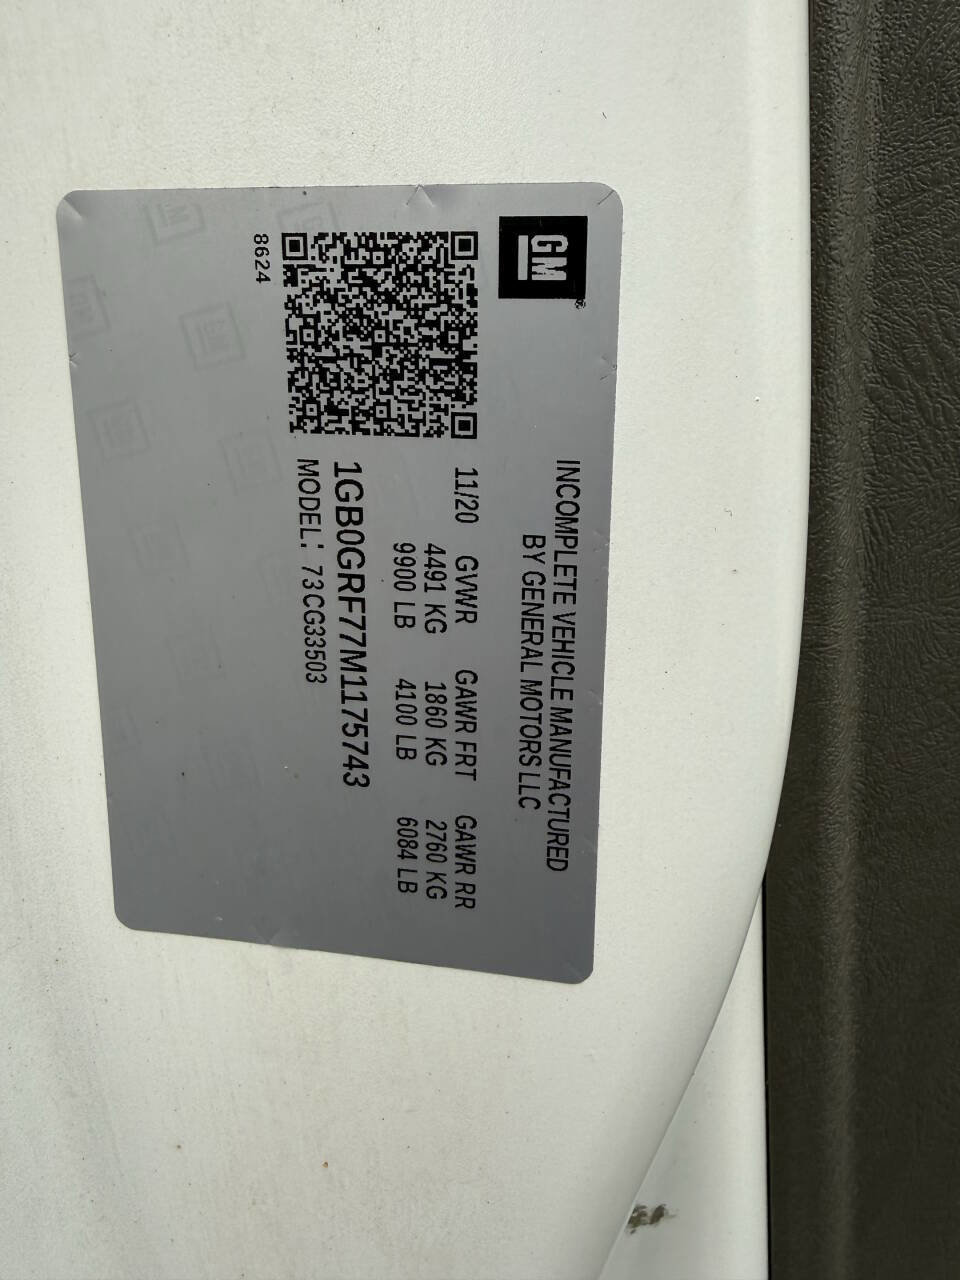 GM®
INCOMPLETE VEHICLE MANUFACTURED
BY GENERAL MOTORS LLC
11/20 GVWR GAWR FRT GAWR RR
4491 KG 1860 KG 2760 KG
9900 LB 4100 LB 6084 LB
1GB0GRF77M1175743
MODEL: 73CG33503
8624